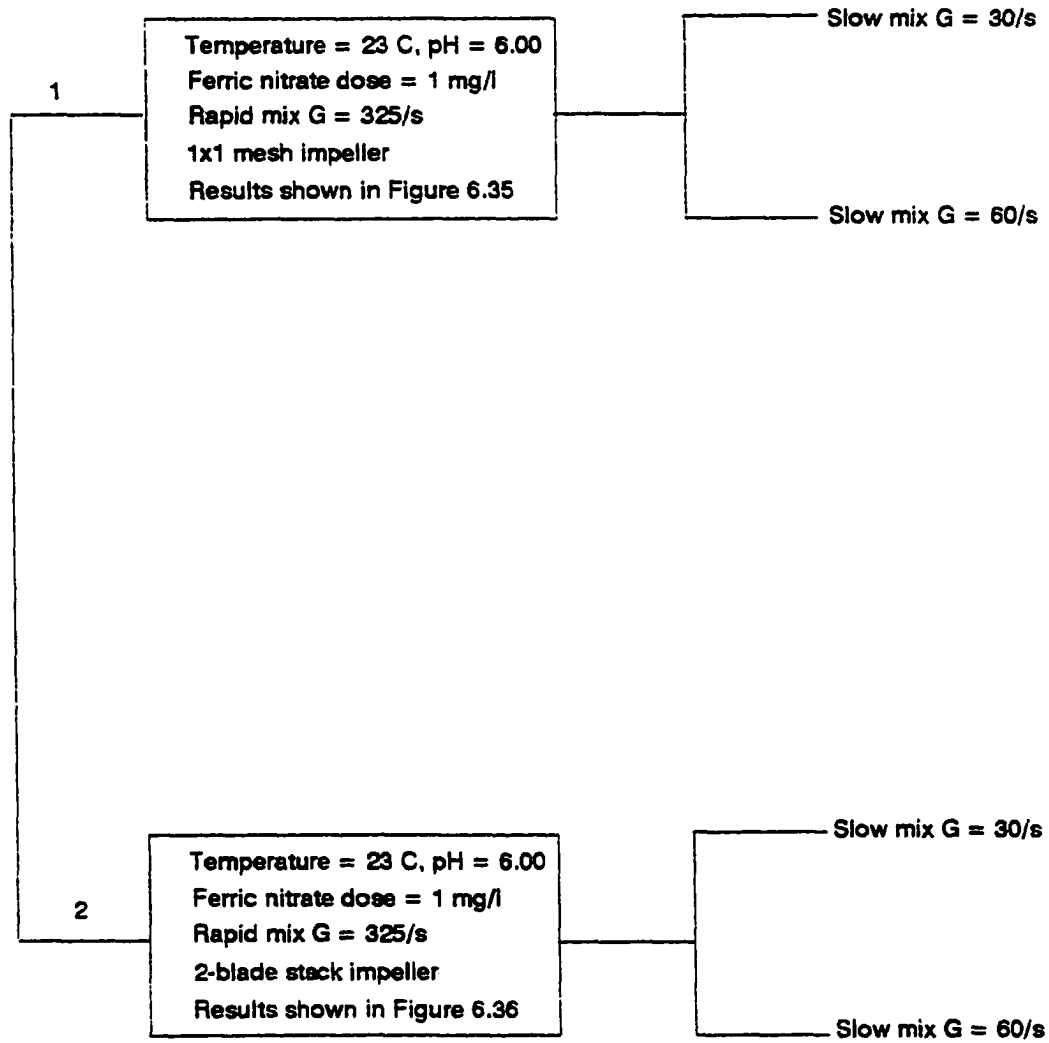 1
Temperature = 23 C, pH = 6.00
Ferric nitrate dose = 1 mg/l
Rapid mix G = 325/s
1x1 mesh impeller
Results shown in Figure 6.35
Slow mix G = 30/s
Slow mix G = 60/s
2
Temperature = 23 C, pH = 6.00
Ferric nitrate dose = 1 mg/l
Rapid mix G = 325/s
2-blade stack impeller
Results shown in Figure 6.36
Slow mix G = 30/s
Slow mix G = 60/s